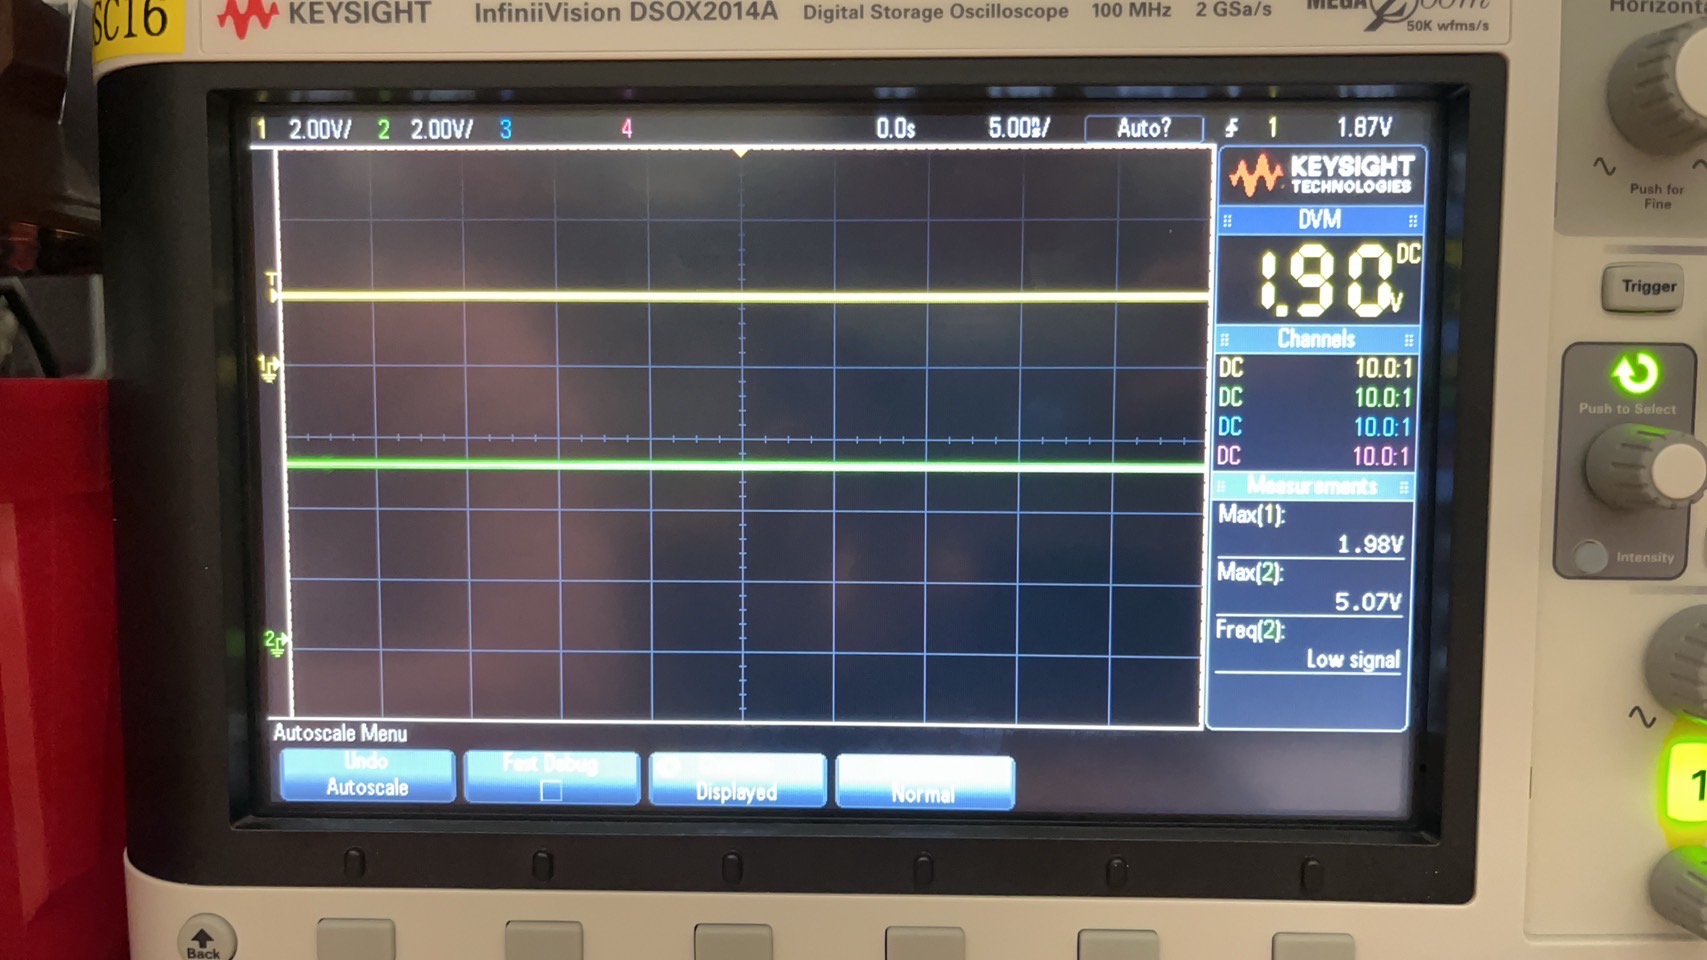 SC16
KEYSIGHT InfiniiVision DSOX2014A Digital Storage Oscilloscope 100 MHz 2 GSa/s MEGA Zoom
50K wfms/s
Horizont
1 2.00V/ 2 2.00V/ 3 4 0.0s 5.00 / Auto? 1 1.87V
KEYSIGHT
TECHNOLOGIES
DVM
1.90 V DC
Channels
DC 10.0:1
DC 10.0:1
DC 10.0:1
DC 10.0:1
Measurements
Max(1):
1.98V
Max(2):
5.07V
Freq(2):
Low signal
T
1
2
Autoscale Menu
Undo
Autoscale
Fast Debug
Displayed
Normal
Push for
Fine
Trigger
Push to Select
Intensity
1
Back